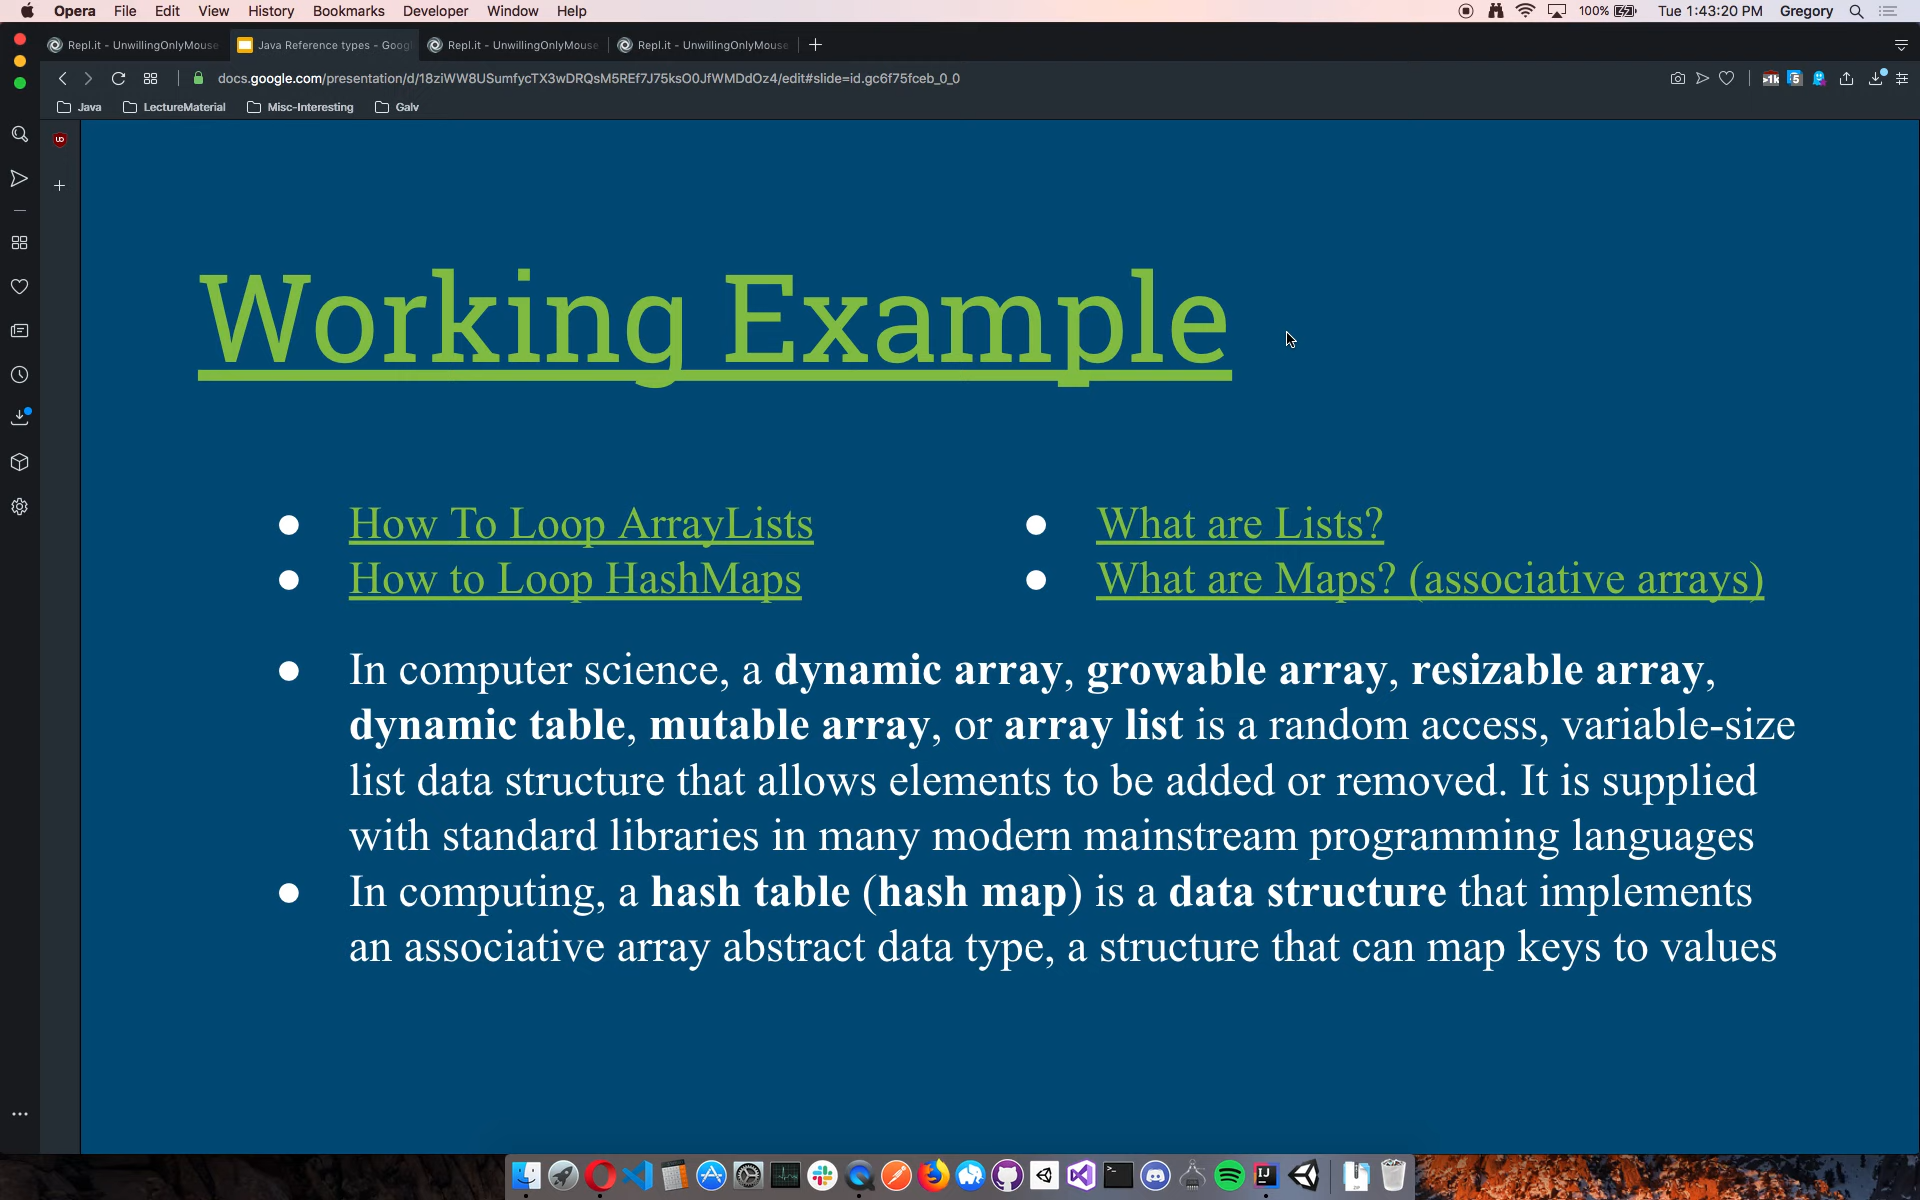 Opera File Edit View History Bookmarks Developer Window Help 100% Tue 1:43:20 PM Gregory
Repl.it - UnwillingOnlyMouse Java Reference types - Goog Repl.it - UnwillingOnlyMouse Repl.it - UnwillingOnlyMouse
docs.google.com/presentation/d/18ziWW8USumfycTX3wDRQsM5REf7J75ksO0JfWMDdOz4/edit#slide=id.gc6f75fceb_0_0
Java LectureMaterial Misc-Interesting Galv
Working Example
How To Loop ArrayLists
How to Loop HashMaps
What are Lists?
What are Maps? (associative arrays)
In computer science, a dynamic array, growable array, resizable array,
dynamic table, mutable array, or array list is a random access, variable-size
list data structure that allows elements to be added or removed. It is supplied
with standard libraries in many modern mainstream programming languages
In computing, a hash table (hash map) is a data structure that implements
an associative array abstract data type, a structure that can map keys to values